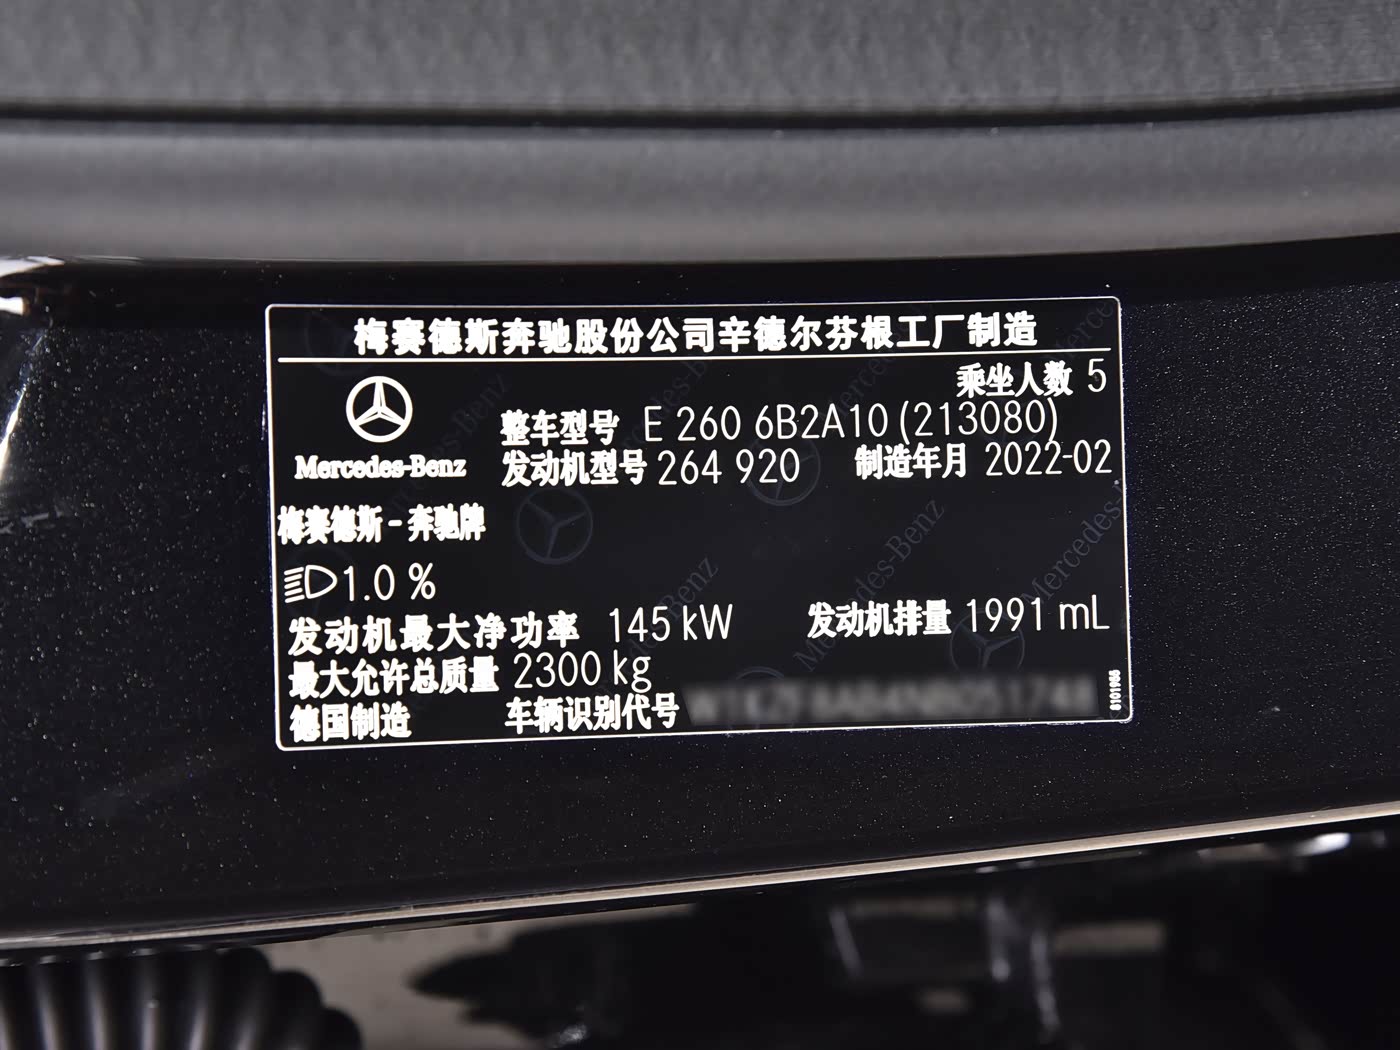 梅赛德斯奔驰股份公司辛德尔芬根工厂制造
乘坐人数 5
Mercedes-Benz
整车型号 E 260 6B2A10 (213080)
发动机型号 264 920 制造年月 2022-02
梅赛德斯-奔驰牌
1.0 %
发动机最大净功率 145 kW 发动机排量 1991 mL
最大允许总质量 2300 kg
德国制造 车辆识别代号
8101966